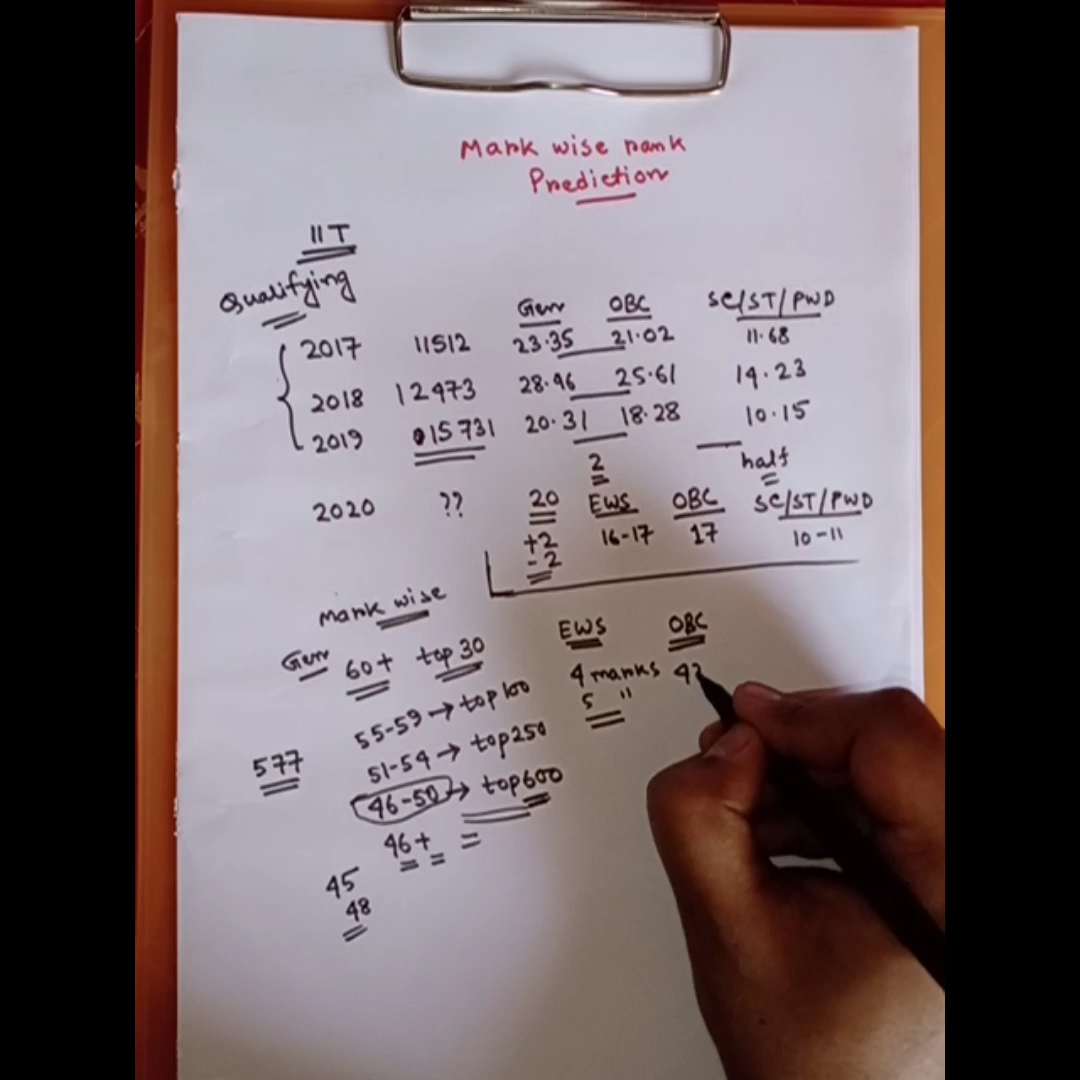 Mark wise rank
Prediction
IIT
Qualifying
Gen OBC SC/ST/PWD
2017 11512 23.35 21.02 11.68
2018 12473 28.96 25.61 14.23
2019 15731 20.31 18.28 10.15
2 half
2020 ?? 20 EWS OBC SC/ST/PWD
+2 16-17 17 10-11
-2
Mark wise
Gen 60+ top 30
EWS OBC
4 marks
5 "
55-59 → top 100
51-54 → top 250
577
46-50 → top 600
46+
45
48